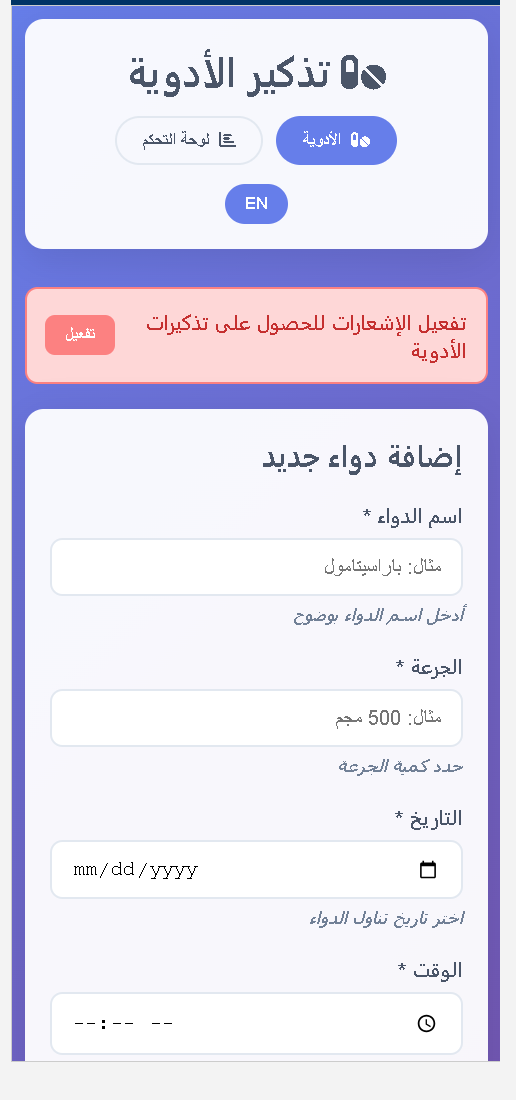 تذكير الأدوية
الأدوية
لوحة التحكم
EN
تفعيل الإشعارات للحصول على تذكيرات
الأدوية
تفعيل
إضافة دواء جديد
اسم الدواء *
مثال: باراسيتامول
أدخل اسم الدواء بوضوح
الجرعة *
مثال: 500 مجم
حدد كمية الجرعة
التاريخ *
mm/dd/yyyy
اختر تاريخ تناول الدواء
الوقت *
--:-- --